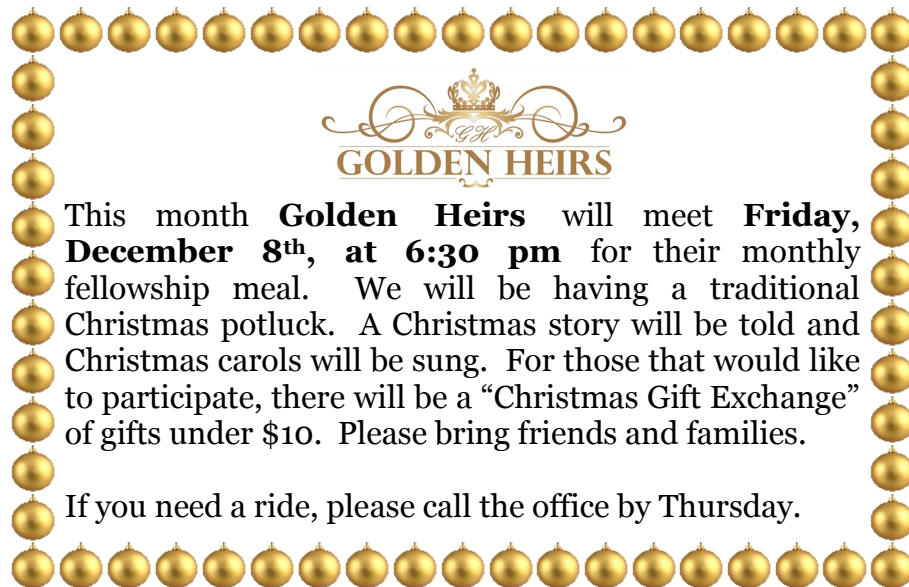 GH
GOLDEN HEIRS
This month Golden Heirs will meet Friday,
December 8th, at 6:30 pm for their monthly
fellowship meal. We will be having a traditional
Christmas potluck. A Christmas story will be told and
Christmas carols will be sung. For those that would like
to participate, there will be a “Christmas Gift Exchange”
of gifts under $10. Please bring friends and families.
If you need a ride, please call the office by Thursday.